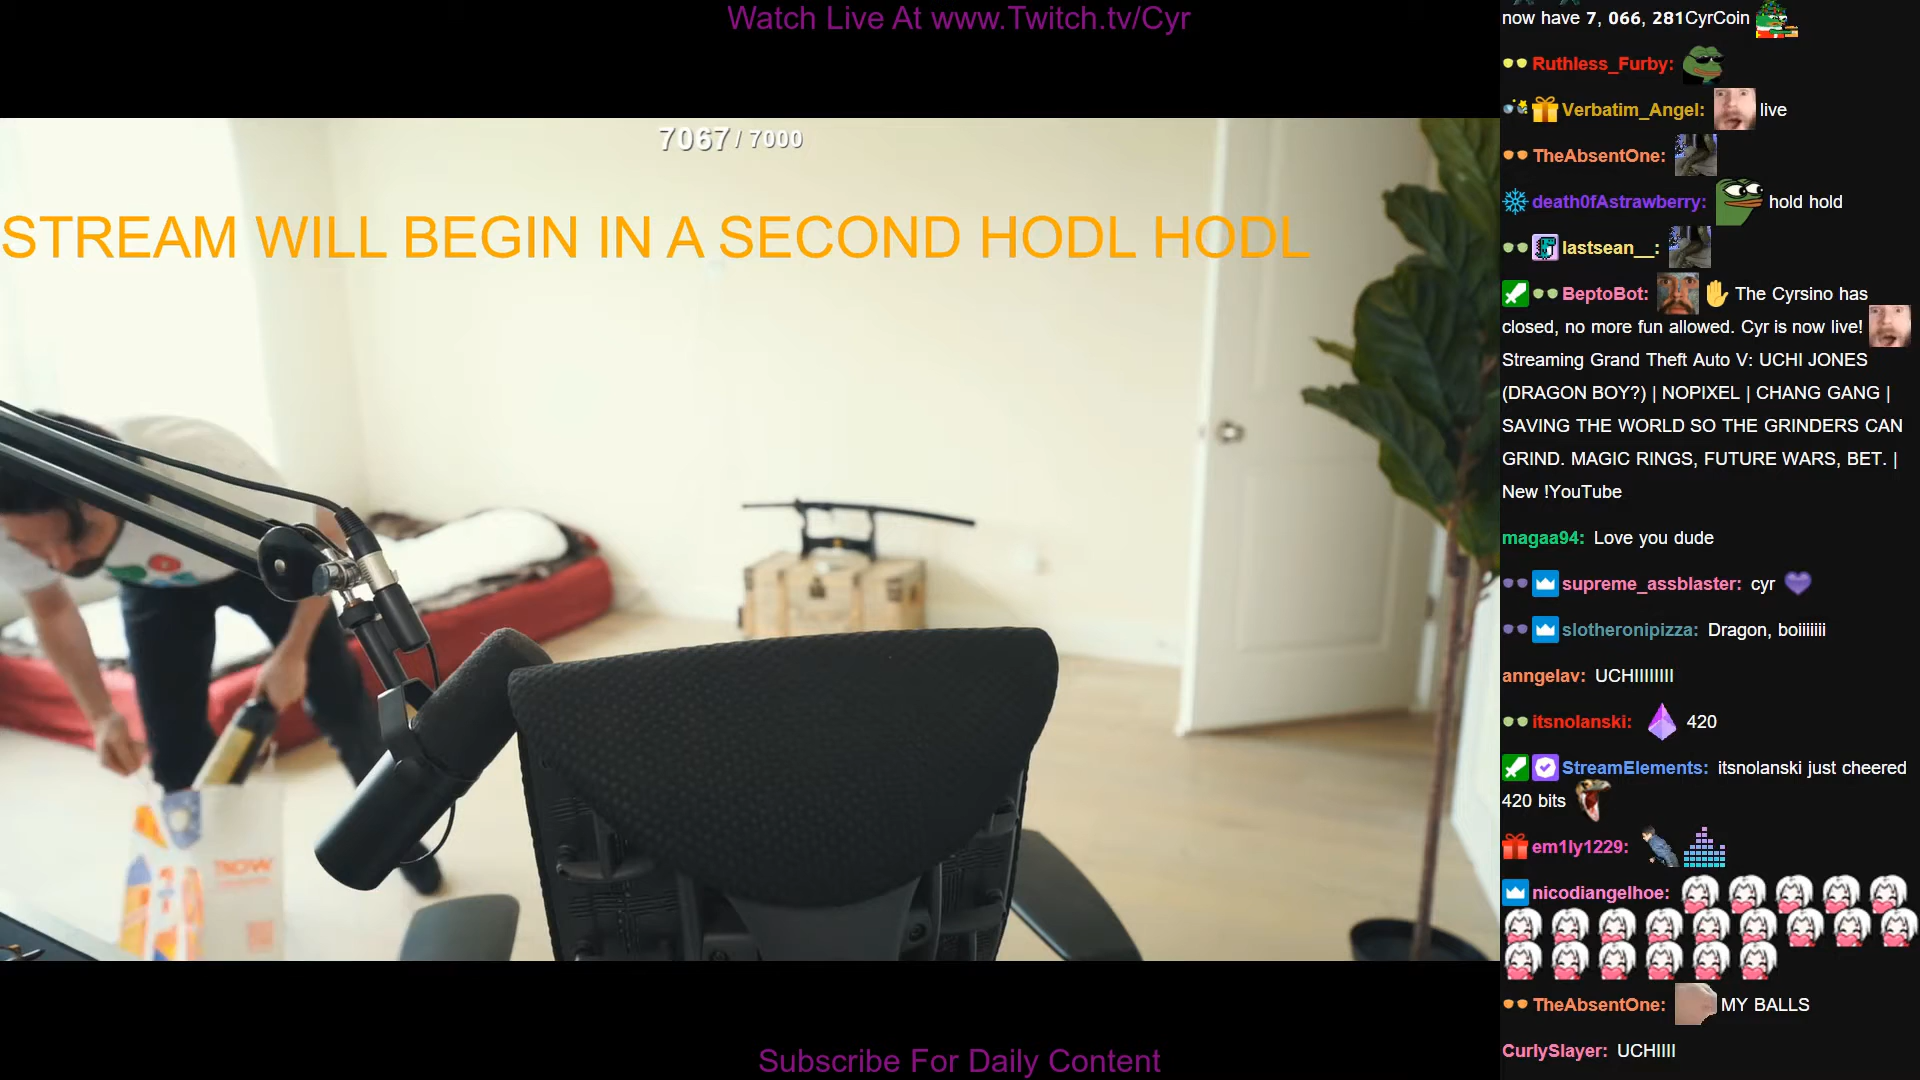 Watch Live At www.Twitch.tv/Cyr
7067 / 7000
STREAM WILL BEGIN IN A SECOND HODL HODL
Subscribe For Daily Content
now have 7, 066, 281CyrCoin
Ruthless_Furby:
Verbatim_Angel: live
TheAbsentOne:
death0fAstrawberry: hold hold
lastsean__:
BeptoBot: The Cyrsino has
closed, no more fun allowed. Cyr is now live!
Streaming Grand Theft Auto V: UCHI JONES
(DRAGON BOY?) | NOPIXEL | CHANG GANG |
SAVING THE WORLD SO THE GRINDERS CAN
GRIND. MAGIC RINGS, FUTURE WARS, BET. |
New !YouTube
magaa94: Love you dude
supreme_assblaster: cyr
slotheronipizza: Dragon, boiiiiiii
anngelav: UCHIIIIIIII
itsnolanski: 420
StreamElements: itsnolanski just cheered
420 bits
em1ly1229:
nicodiangelhoe:
TheAbsentOne: MY BALLS
CurlySlayer: UCHIIII